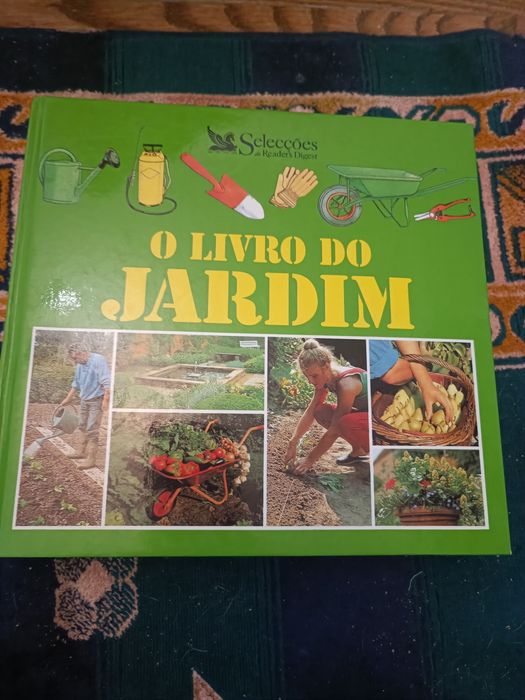 Selecções
do Reader's Digest
O LIVRO DO
JARDIM